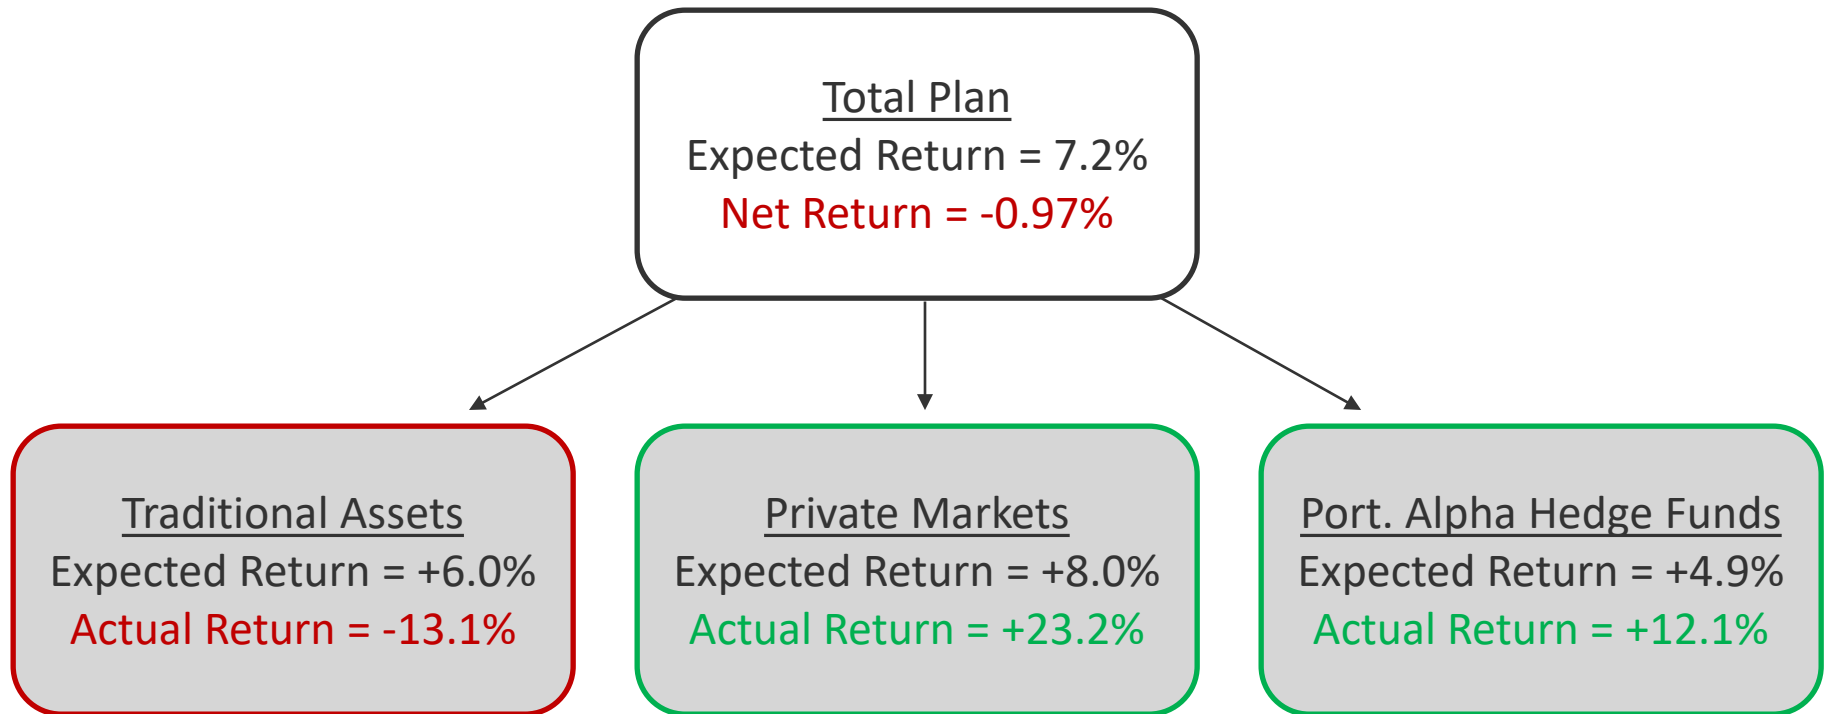 Total Plan
Expected Return = 7.2%
Net Return = -0.97%
Traditional Assets
Expected Return = +6.0%
Actual Return = -13.1%
Private Markets
Expected Return = +8.0%
Actual Return = +23.2%
Port. Alpha Hedge Funds
Expected Return = +4.9%
Actual Return = +12.1%